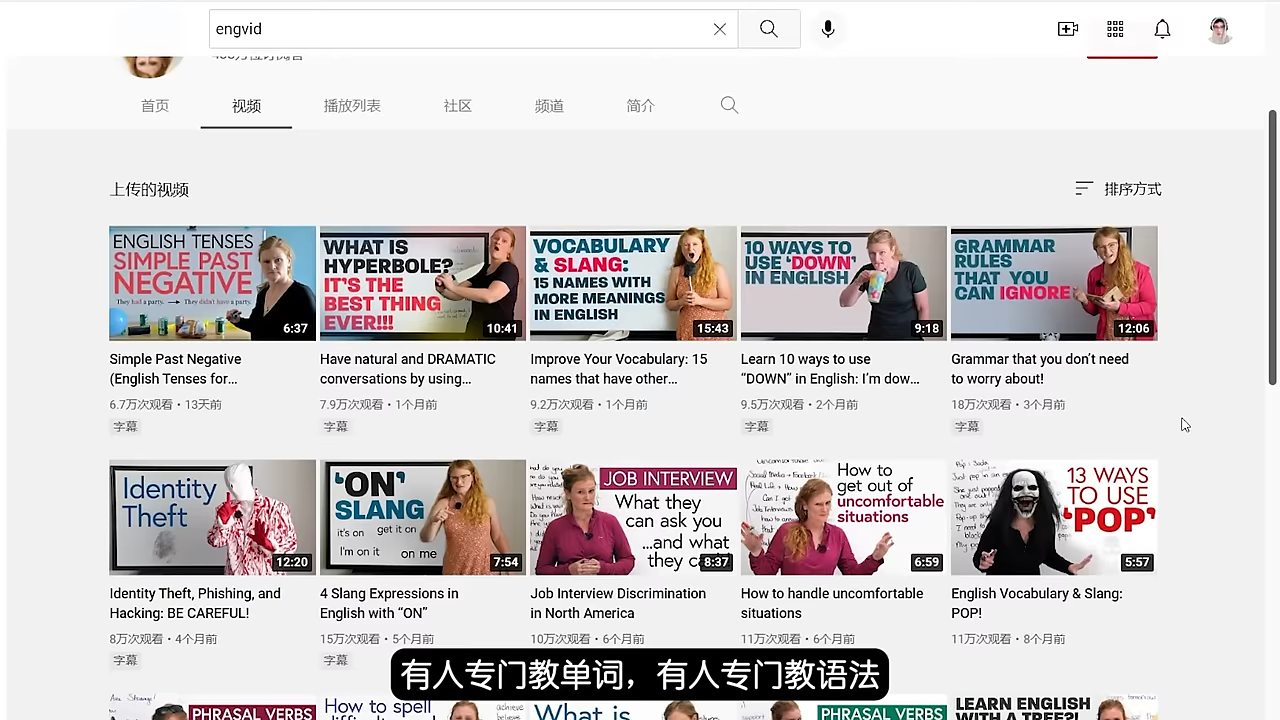 engvid
首页
视频
播放列表
社区
频道
简介
上传的视频
排序方式
ENGLISH TENSES
SIMPLE PAST
NEGATIVE
They had a party. → They didn't have a party.
6:37
WHAT IS
HYPERBOLE?
IT'S THE
BEST THING
EVER!!!
10:41
VOCABULARY
& SLANG:
15 NAMES WITH
MORE MEANINGS
IN ENGLISH
15:43
10 WAYS TO
USE ‘DOWN’
IN ENGLISH
9:18
GRAMMAR
RULES
THAT YOU
CAN IGNORE
12:06
Simple Past Negative
(English Tenses for...
6.7万次观看・13天前
字幕
Have natural and DRAMATIC
conversations by using...
7.9万次观看・1个月前
字幕
Improve Your Vocabulary: 15
names that have other...
9.2万次观看・1个月前
字幕
Learn 10 ways to use
“DOWN” in English: I’m dow...
9.5万次观看・2个月前
字幕
Grammar that you don’t need
to worry about!
18万次观看・3个月前
字幕
Identity
Theft
12:20
‘ON’
SLANG
it's on
get it on
I'm on it
on me
7:54
JOB INTERVIEW
What they
can ask you
...and what
they
8:37
How to
get out of
uncomfortable
situations
6:59
13 WAYS
TO USE
‘POP’
5:57
Identity Theft, Phishing, and
Hacking: BE CAREFUL!
8万次观看・4个月前
字幕
4 Slang Expressions in
English with “ON”
15万次观看・5个月前
字幕
Job Interview Discrimination
in North America
10万次观看・6个月前
How to handle uncomfortable
situations
11万次观看・6个月前
English Vocabulary & Slang:
POP!
11万次观看・8个月前
有人专门教单词，有人专门教语法
PHRASAL VERBS
How to spell
What is
PHRASAL VERBS
LEARN ENGLISH
WITH A TREE?!